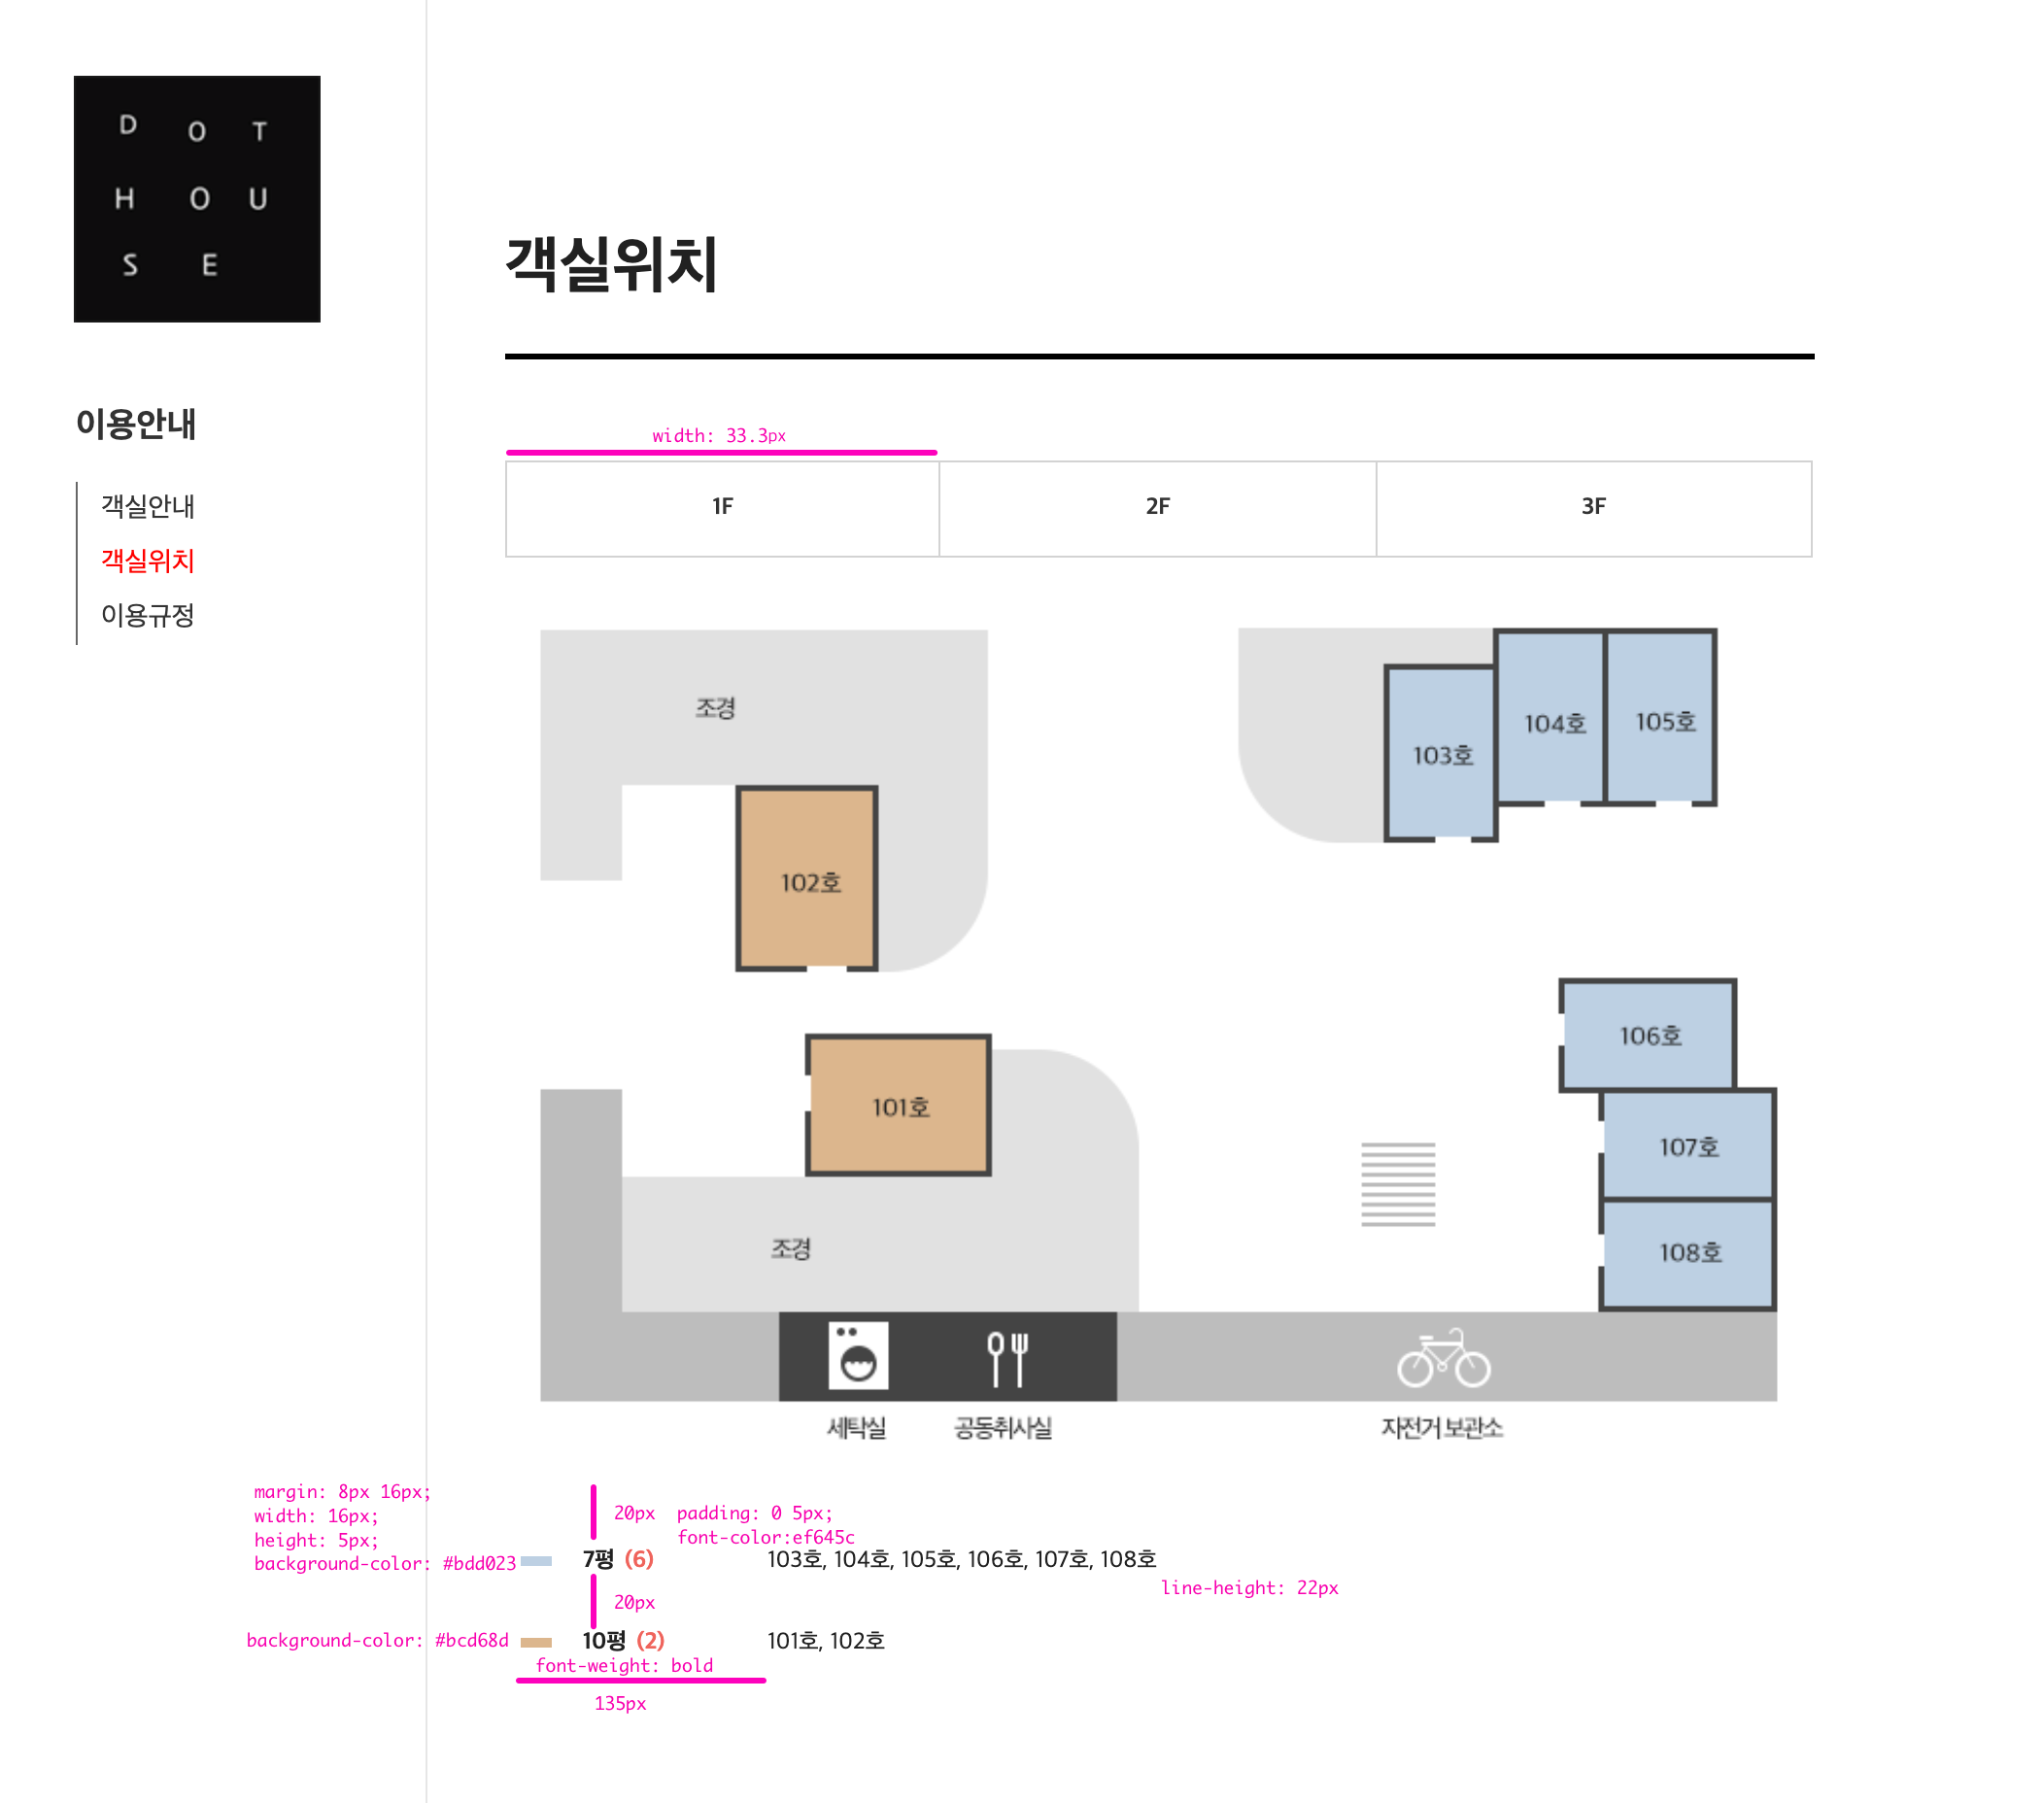 D O T
H O U
S E
이용안내
객실안내
객실위치
이용규정
객실위치
width: 33.3px
1F 2F 3F
조경
102호
103호
104호
105호
101호
106호
107호
108호
조경
세탁실
공동취사실
자전거 보관소
margin: 8px 16px;
width: 16px;
height: 5px;
background-color: #bdd023
20px
padding: 0 5px;
font-color:ef645c
7평 (6) 103호, 104호, 105호, 106호, 107호, 108호
line-height: 22px
20px
background-color: #bcd68d
10평 (2) 101호, 102호
font-weight: bold
135px